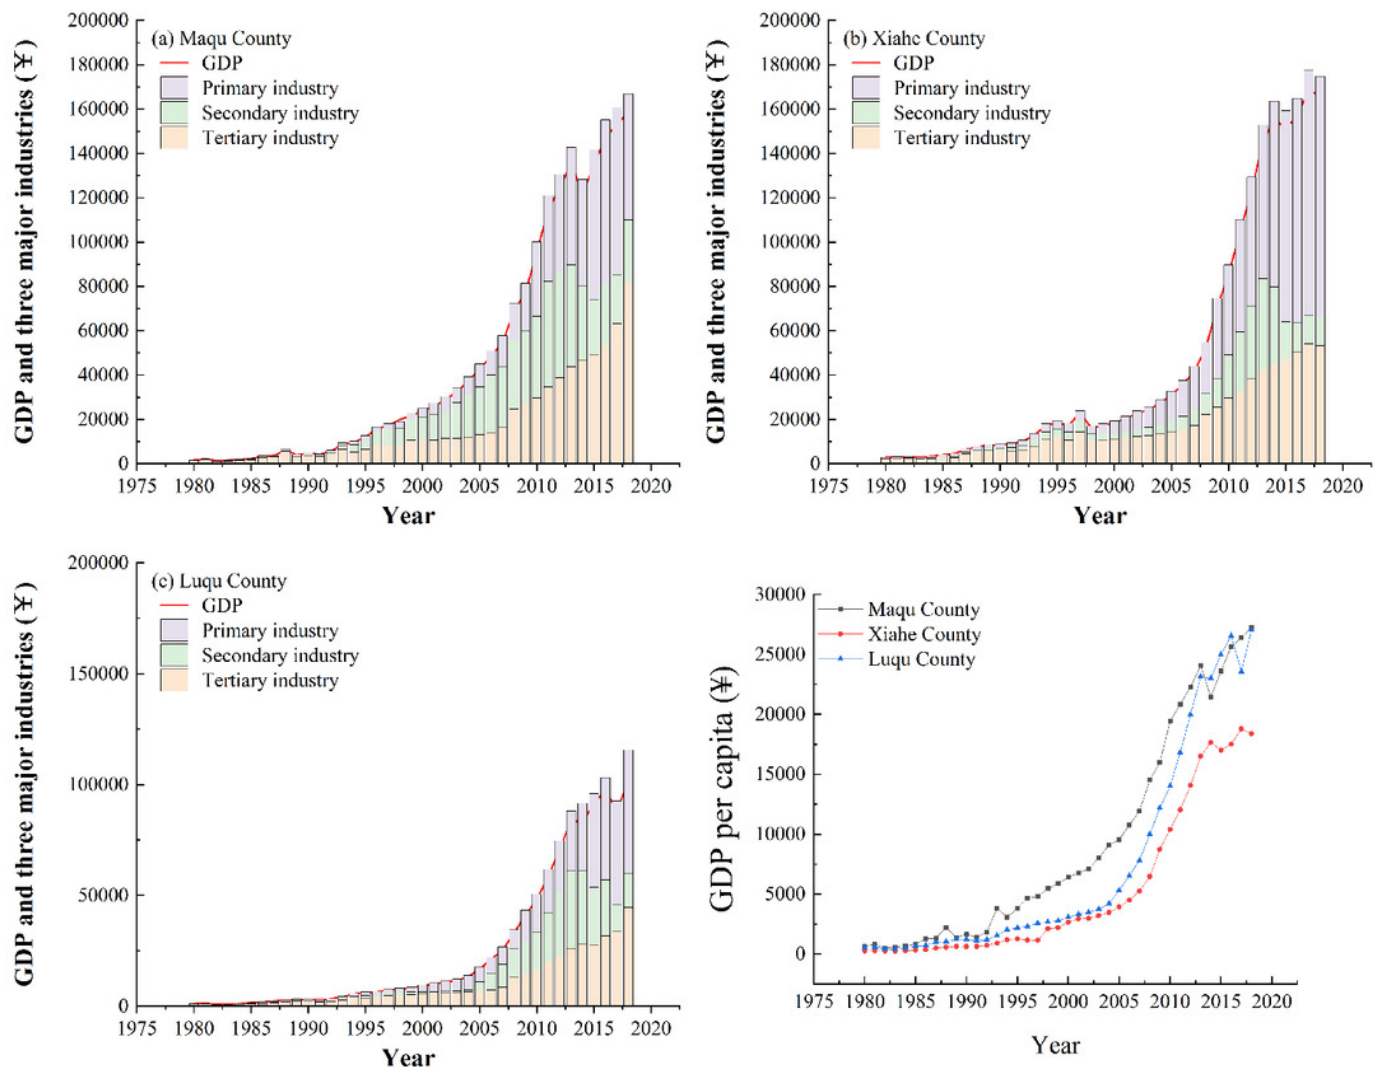 GDP and three major industries (¥)
200000
180000
160000
140000
120000
100000
80000
60000
40000
20000
0
(a) Maqu County
GDP
Primary industry
Secondary industry
Tertiary industry
1975 1980 1985 1990 1995 2000 2005 2010 2015 2020
Year
GDP and three major industries (¥)
200000
180000
160000
140000
120000
100000
80000
60000
40000
20000
0
(b) Xiahe County
GDP
Primary industry
Secondary industry
Tertiary industry
1975 1980 1985 1990 1995 2000 2005 2010 2015 2020
Year
GDP and three major industries (¥)
200000
150000
100000
50000
0
(c) Luqu County
GDP
Primary industry
Secondary industry
Tertiary industry
1975 1980 1985 1990 1995 2000 2005 2010 2015 2020
Year
GDP per capita (¥)
30000
25000
20000
15000
10000
5000
0
Maqu County
Xiahe County
Luqu County
1975 1980 1985 1990 1995 2000 2005 2010 2015 2020
Year